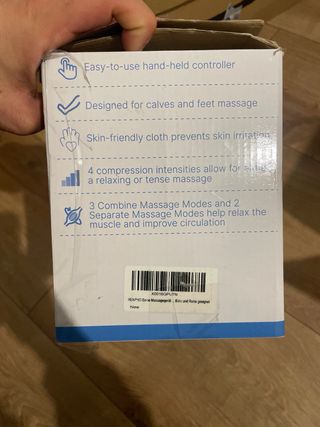 Easy-to-use hand-held controller
Designed for calves and feet massage
Skin-friendly cloth prevents skin irritation
4 compression intensities allow for either
a relaxing or tense massage
3 Combine Massage Modes and 2
Separate Massage Modes help relax the
muscle and improve circulation
Neu